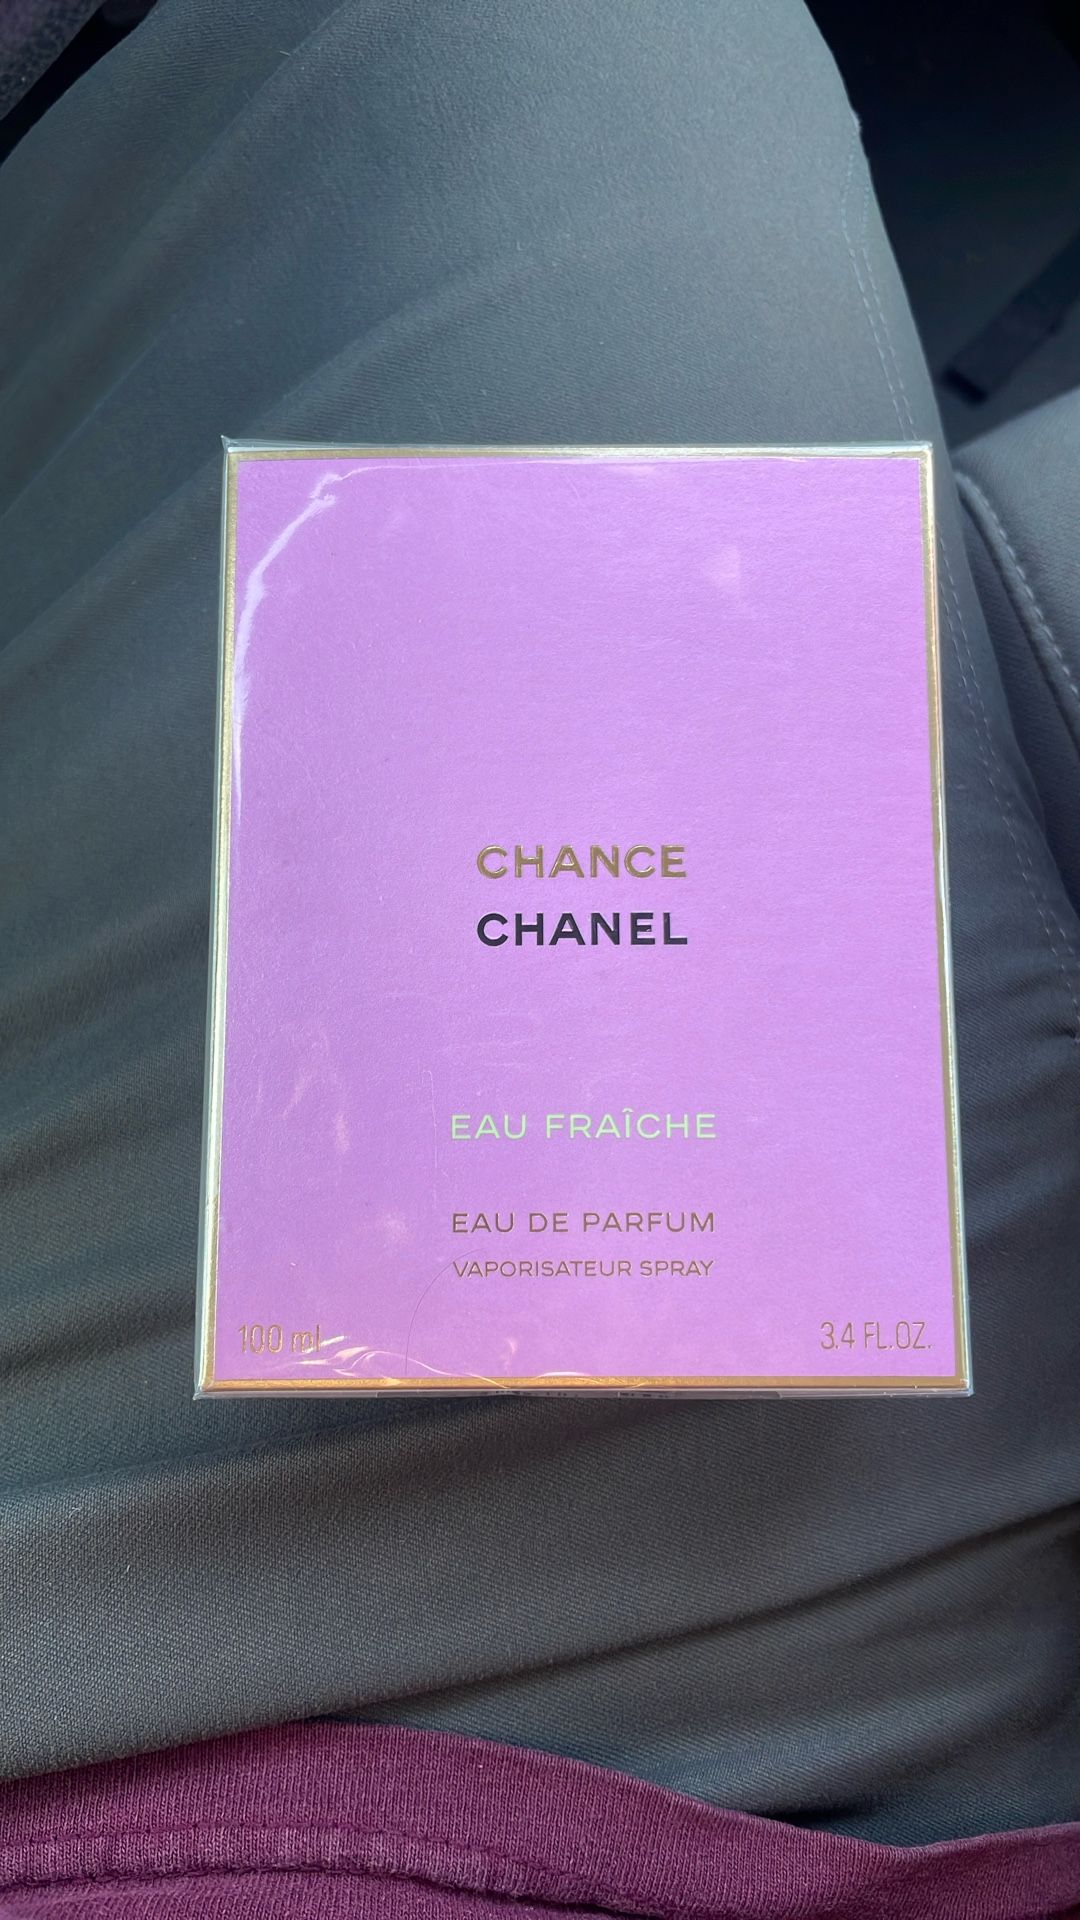 CHANCE
CHANEL
EAU FRAÎCHE
EAU DE PARFUM
VAPORISATEUR SPRAY
100 ml
3.4 FL.OZ.